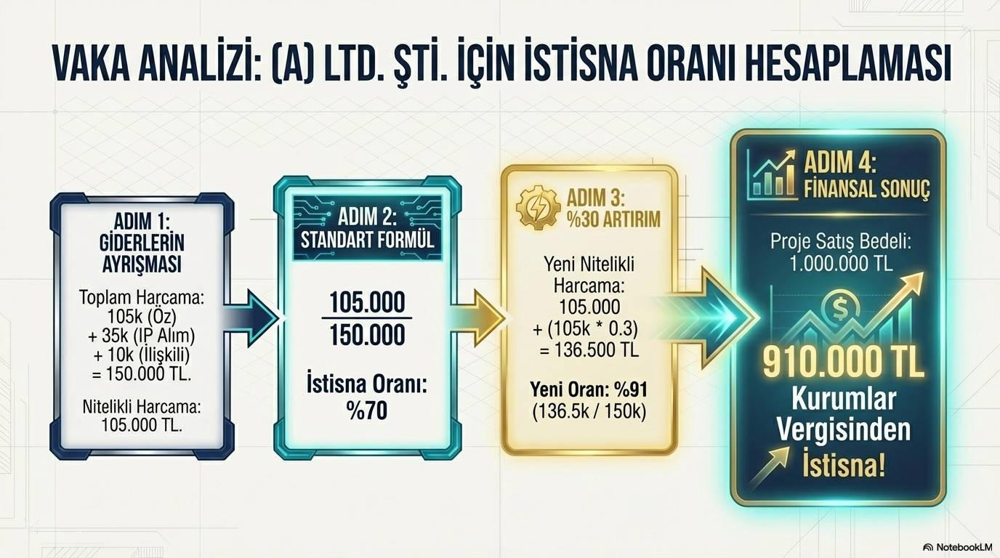 VAKA ANALİZİ: (A) LTD. ŞTİ. İÇİN İSTİSNA ORANI HESAPLAMASI
ADIM 1:
GİDERLERİN
AYRIŞMASI
Toplam Harcama:
105k (Öz)
+ 35k (IP Alım)
+ 10k (İlişkili)
= 150.000 TL.
Nitelikli Harcama:
105.000 TL.
ADIM 2:
STANDART FORMÜL
105.000
150.000
İstisna Oranı:
%70
ADIM 3:
%30 ARTIRIM
Yeni Nitelikli
Harcama:
105.000
+ (105k * 0.3)
= 136.500 TL
Yeni Oran: %91
(136.5k / 150k)
ADIM 4:
FİNANSAL SONUÇ
Proje Satış Bedeli:
1.000.000 TL
$
910.000 TL
Kurumlar
Vergisinden
İstisna!
NotebookLM